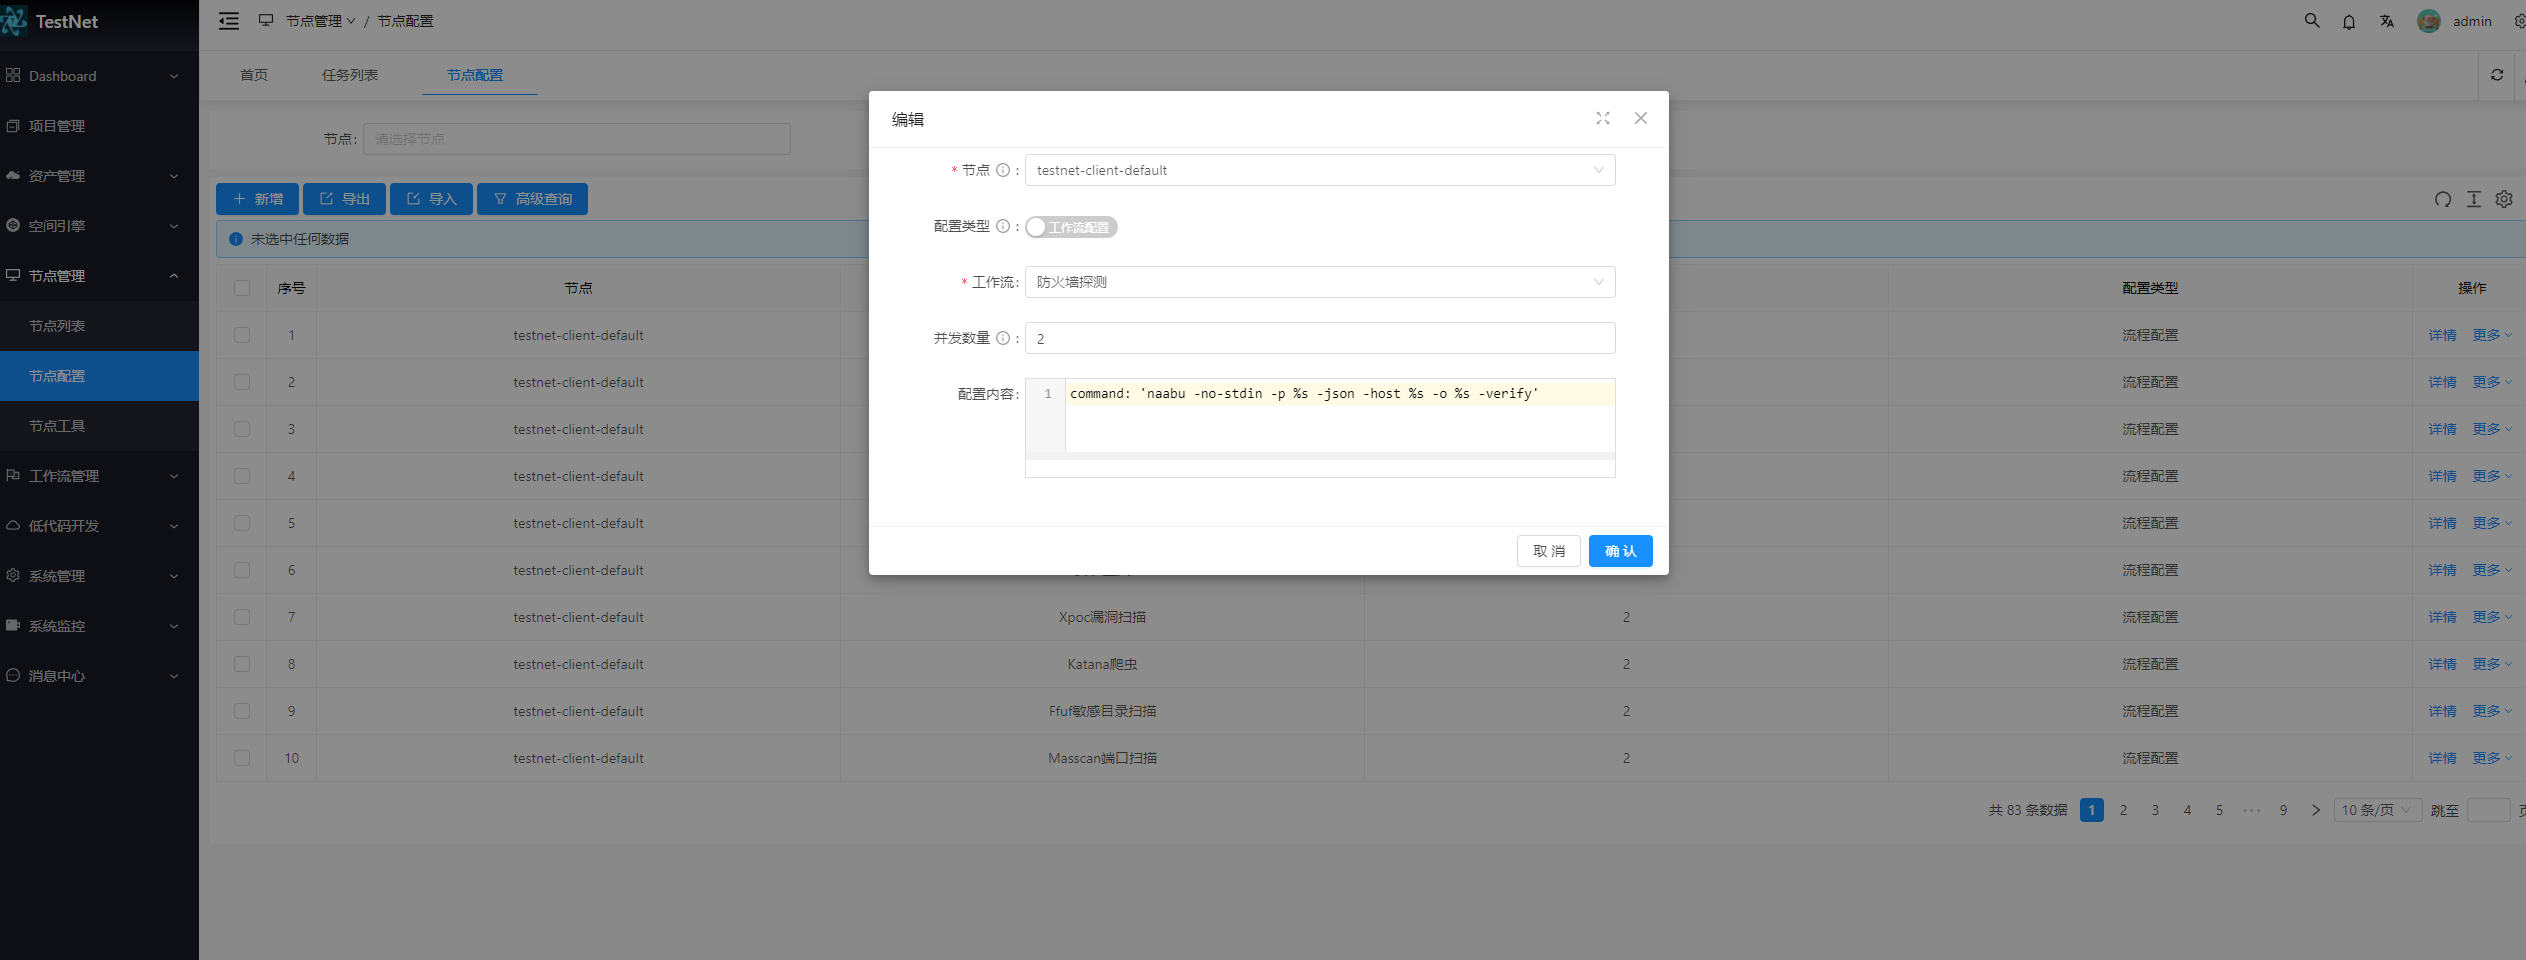 TestNet
节点管理 / 节点配置
admin
Dashboard
项目管理
资产管理
空间引擎
节点管理
节点列表
节点配置
节点工具
工作流管理
低代码开发
系统管理
系统监控
消息中心
首页 任务列表 节点配置
节点: 请选择节点
新增 导出 导入 高级查询
未选中任何数据
序号 节点 配置类型 操作
1 testnet-client-default 流程配置 详情 更多
2 testnet-client-default 流程配置 详情 更多
3 testnet-client-default 流程配置 详情 更多
4 testnet-client-default 流程配置 详情 更多
5 testnet-client-default 流程配置 详情 更多
6 testnet-client-default 流程配置 详情 更多
7 testnet-client-default Xpoc漏洞扫描 2 流程配置 详情 更多
8 testnet-client-default Katana爬虫 2 流程配置 详情 更多
9 testnet-client-default Ffuf敏感目录扫描 2 流程配置 详情 更多
10 testnet-client-default Masscan端口扫描 2 流程配置 详情 更多
共 83 条数据 1 2 3 4 5 ••• 9 10 条/页 跳至
编辑
* 节点 : testnet-client-default
配置类型 : 工作流配置
* 工作流: 防火墙探测
并发数量 : 2
配置内容: 1 command: 'naabu -no-stdin -p %s -json -host %s -o %s -verify'
取 消 确 认